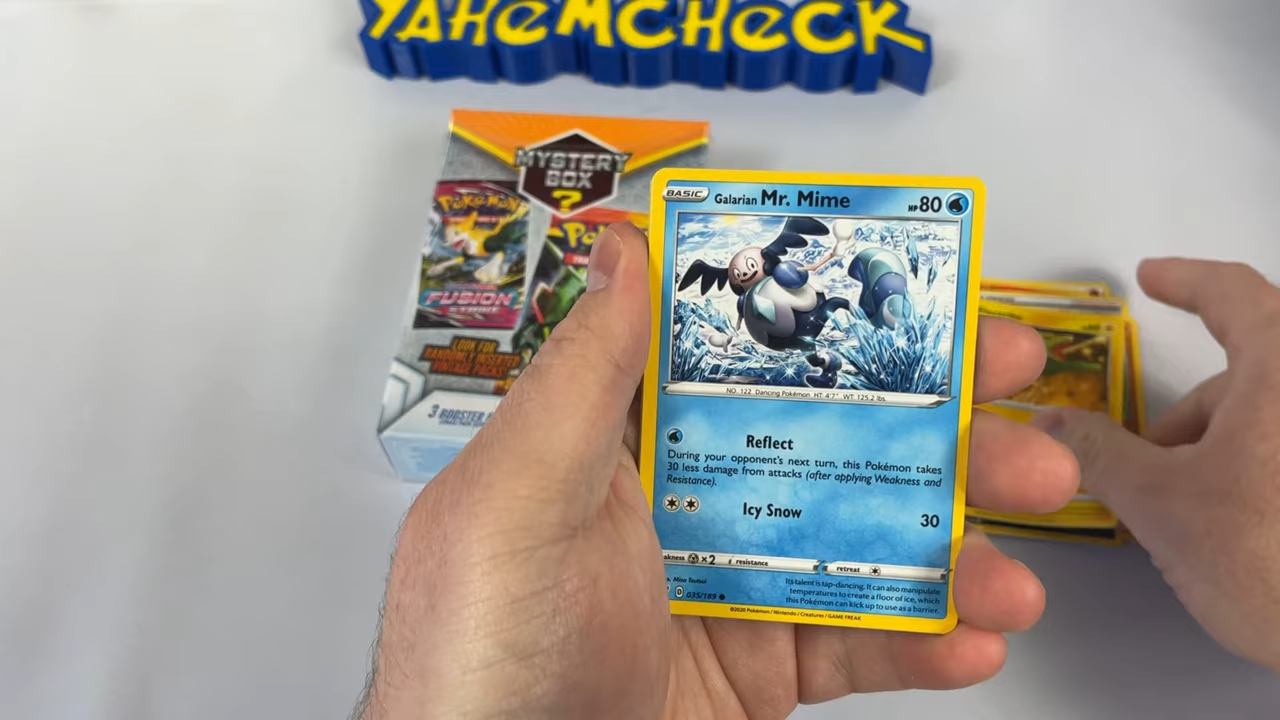 YAHEMCHECK
MYSTERY
BOX
?
Pokémon
FUSION
STRIKE
LOOK FOR
RANDOMLY INSERTED
VINTAGE PACKS!
3 BOOSTER
BASIC Galarian Mr. Mime HP 80
NO. 122 Dancing Pokémon HT: 4'7" WT: 125.2 lbs.
Reflect
During your opponent's next turn, this Pokémon takes
30 less damage from attacks (after applying Weakness and
Resistance).
Icy Snow 30
×2 resistance retreat
Its talent is tap-dancing. It can also manipulate
temperatures to create a floor of ice, which
this Pokémon can kick up to use as a barrier.
D 035/189
©2020 Pokémon / Nintendo / Creatures / GAME FREAK